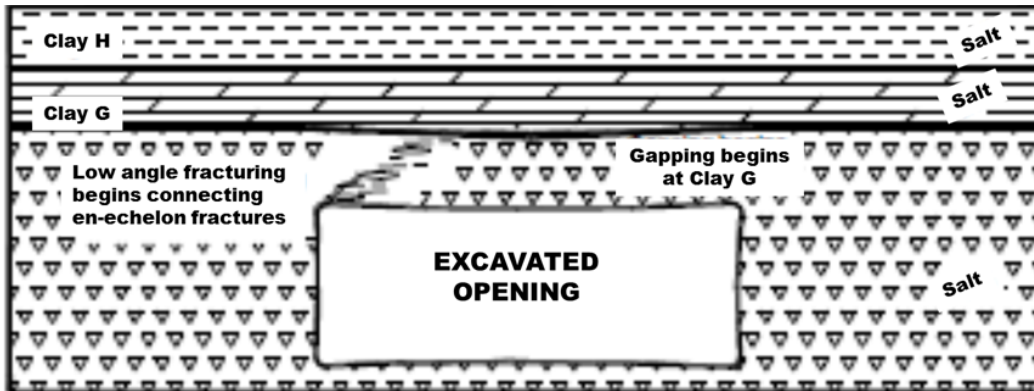 Clay H
Salt
Salt
Clay G
Low angle fracturing
begins connecting
en-echelon fractures
Gapping begins
at Clay G
EXCAVATED
OPENING
Salt